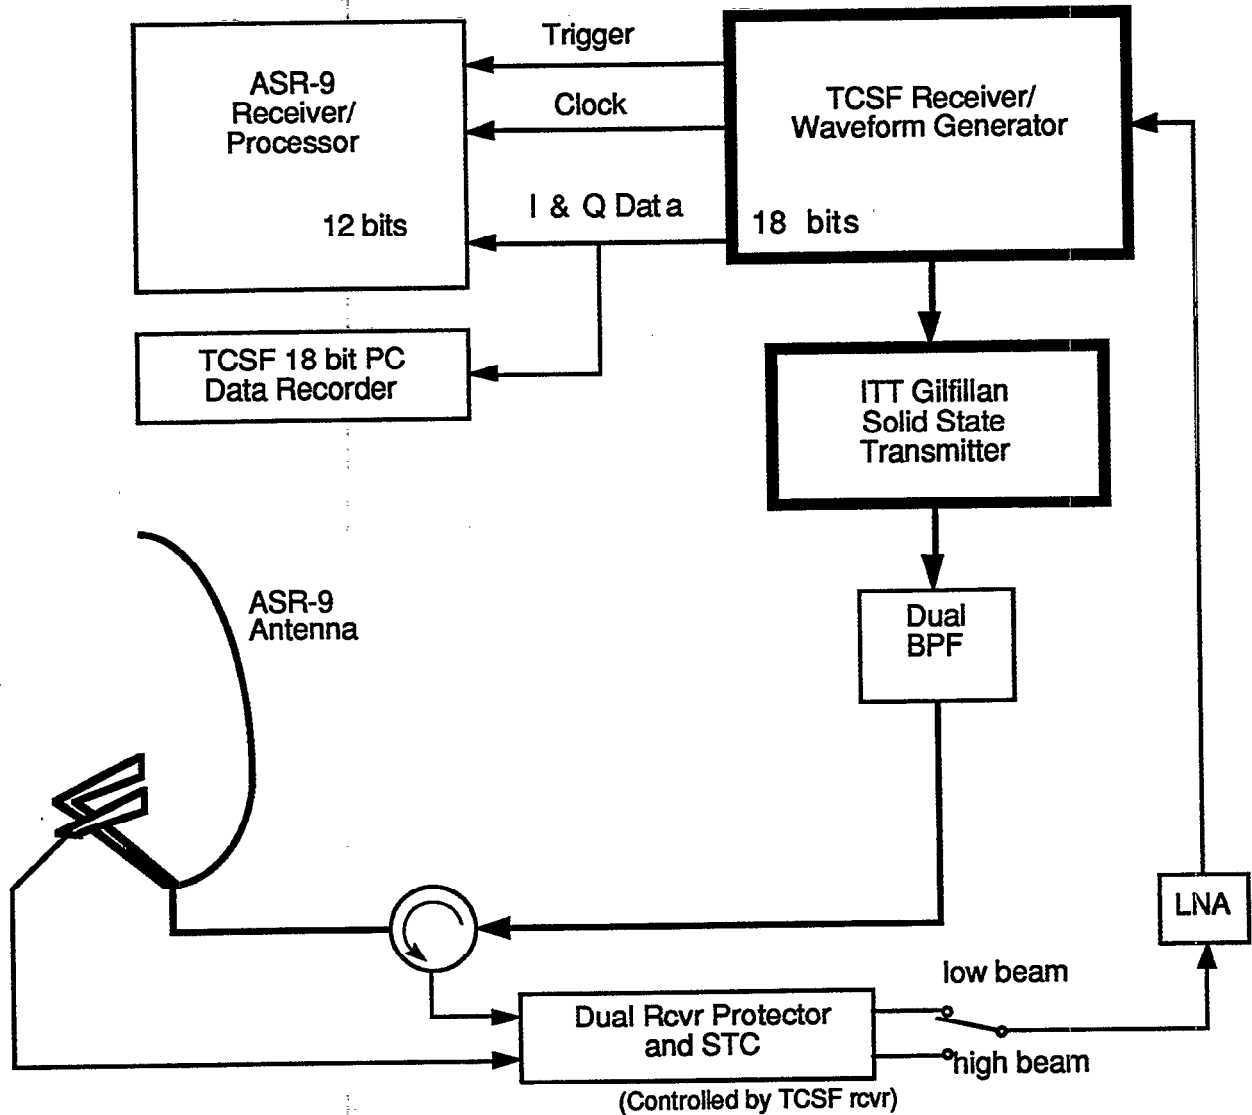 Trigger
ASR-9
Receiver/
Processor
12 bits
Clock
I & Q Data
TCSF Receiver/
Waveform Generator
18 bits
TCSF 18 bit PC
Data Recorder
ITT Gilfillan
Solid State
Transmitter
ASR-9
Antenna
Dual
BPF
LNA
low beam
Dual Rcvr Protector
and STC
high beam
(Controlled by TCSF rcvr)